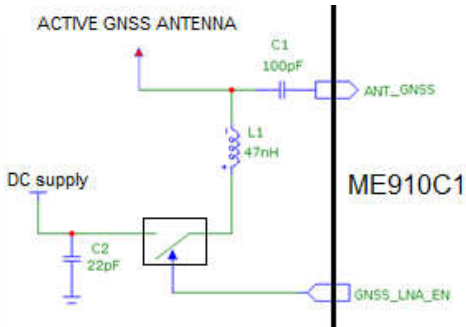 ACTIVE GNSS ANTENNA
C1
100pF
ANT_GNSS
L1
47nH
DC supply
ME910C1
C2
22pF
GNSS_LNA_EN